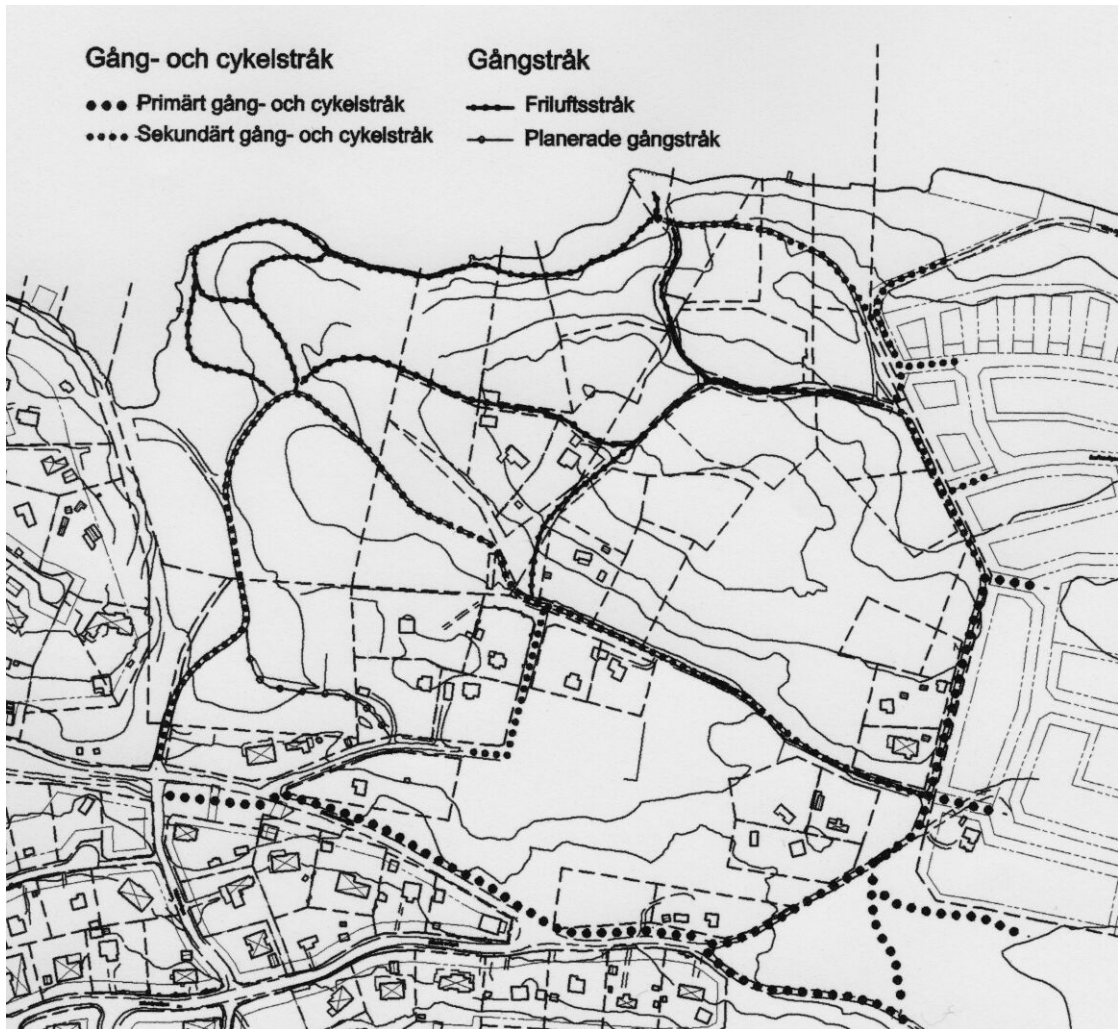 Gång- och cykelstråk
Primärt gång- och cykelstråk
Sekundärt gång- och cykelstråk
Gångstråk
Friluftsstråk
Planerade gångstråk